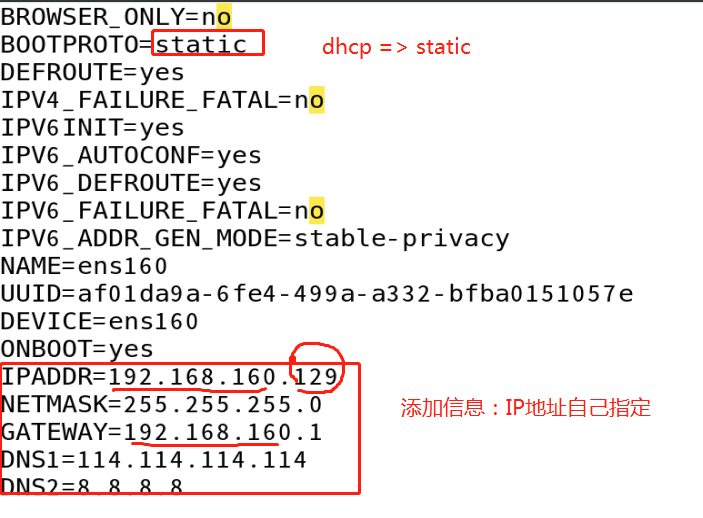 BROWSER_ONLY=no
BOOTPROTO=static
dhcp => static
DEFROUTE=yes
IPV4_FAILURE_FATAL=no
IPV6INIT=yes
IPV6_AUTOCONF=yes
IPV6_DEFROUTE=yes
IPV6_FAILURE_FATAL=no
IPV6_ADDR_GEN_MODE=stable-privacy
NAME=ens160
UUID=af01da9a-6fe4-499a-a332-bfba0151057e
DEVICE=ens160
ONBOOT=yes
IPADDR=192.168.160.129
NETMASK=255.255.255.0
添加信息：IP地址自己指定
GATEWAY=192.168.160.1
DNS1=114.114.114.114
DNS2=8.8.8.8